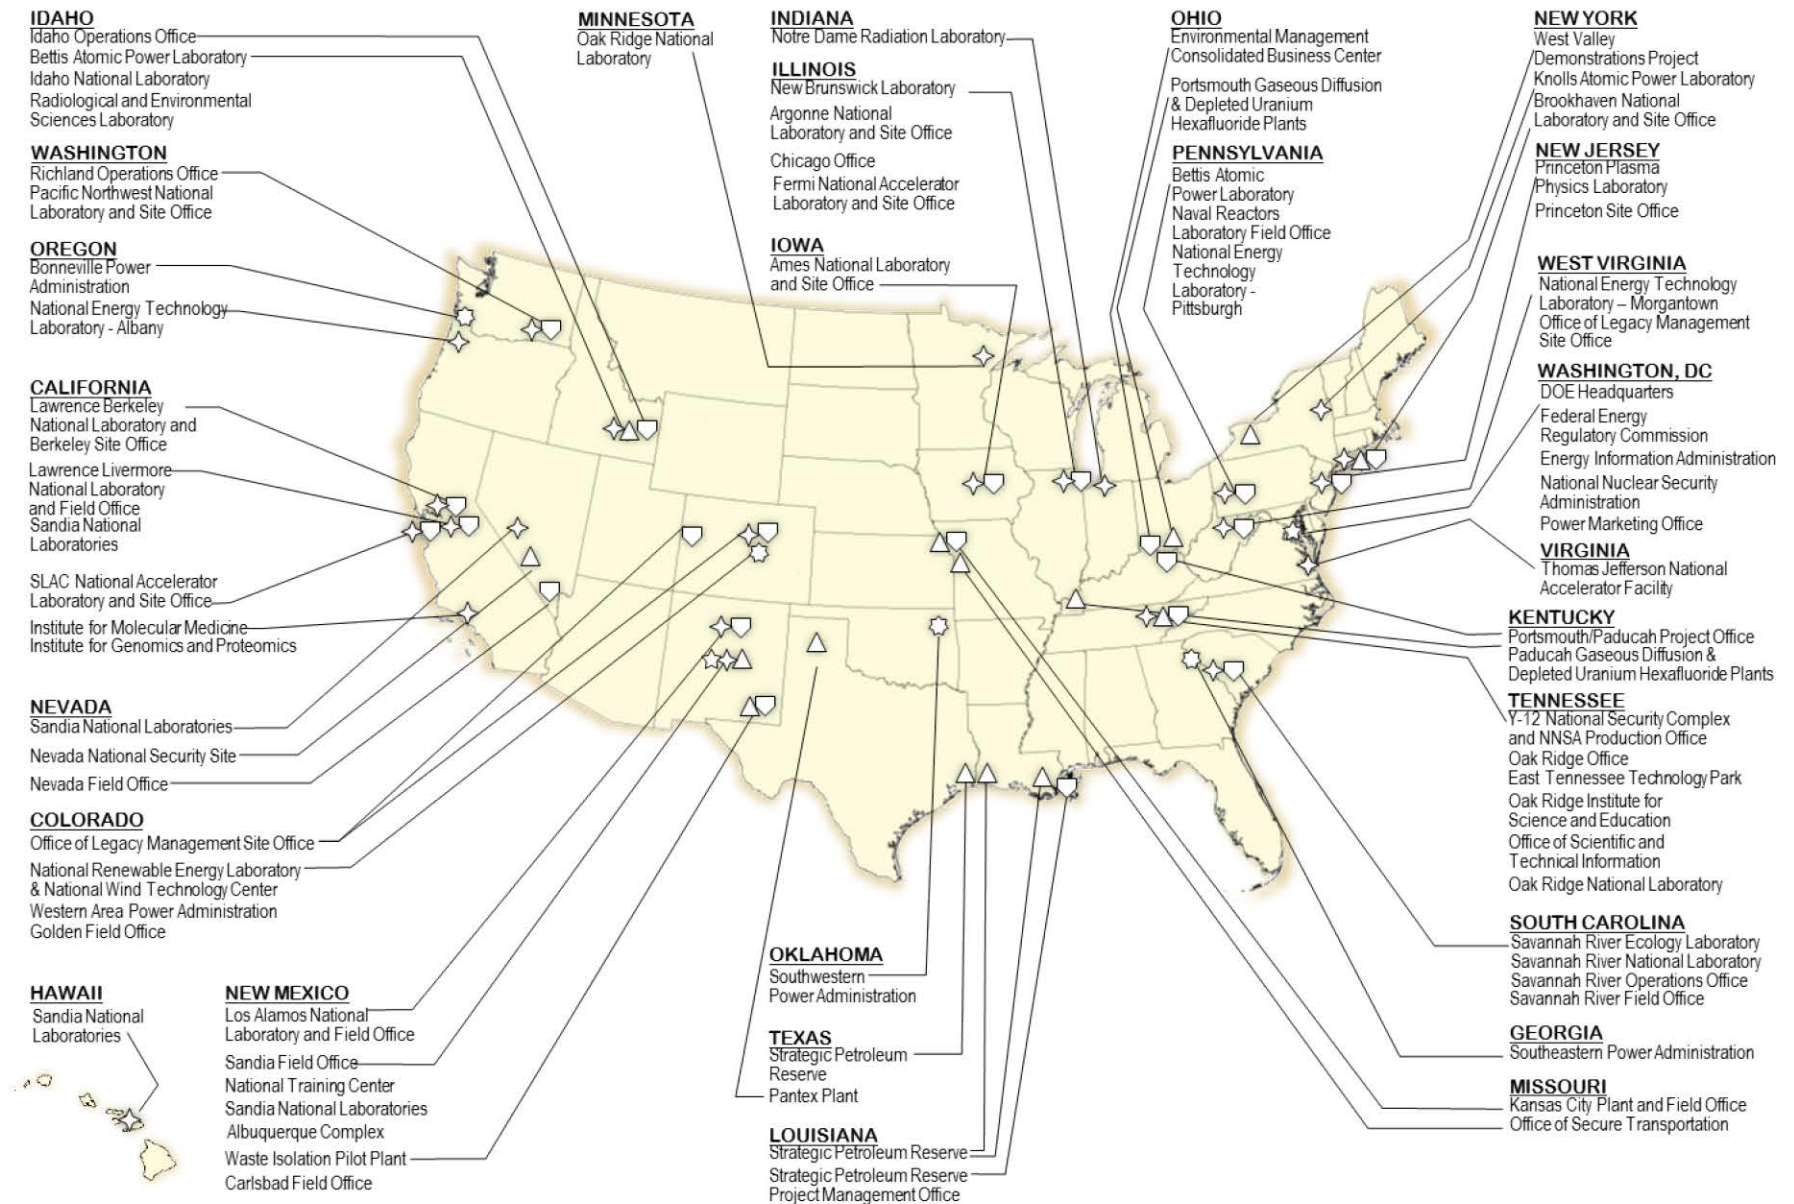 IDAHO
Idaho Operations Office
Bettis Atomic Power Laboratory
Idaho National Laboratory
Radiological and Environmental
Sciences Laboratory
WASHINGTON
Richland Operations Office
Pacific Northwest National
Laboratory and Site Office
OREGON
Bonneville Power
Administration
National Energy Technology
Laboratory - Albany
CALIFORNIA
Lawrence Berkeley
National Laboratory and
Berkeley Site Office
Lawrence Livermore
National Laboratory
and Field Office
Sandia National
Laboratories
SLAC National Accelerator
Laboratory and Site Office
Institute for Molecular Medicine
Institute for Genomics and Proteomics
NEVADA
Sandia National Laboratories
Nevada National Security Site
Nevada Field Office
COLORADO
Office of Legacy Management Site Office
National Renewable Energy Laboratory
& National Wind Technology Center
Western Area Power Administration
Golden Field Office
HAWAII
Sandia National
Laboratories
NEW MEXICO
Los Alamos National
Laboratory and Field Office
Sandia Field Office
National Training Center
Sandia National Laboratories
Albuquerque Complex
Waste Isolation Pilot Plant
Carlsbad Field Office
MINNESOTA
Oak Ridge National
Laboratory
INDIANA
Notre Dame Radiation Laboratory
ILLINOIS
New Brunswick Laboratory
Argonne National
Laboratory and Site Office
Chicago Office
Fermi National Accelerator
Laboratory and Site Office
IOWA
Ames National Laboratory
and Site Office
OKLAHOMA
Southwestern
Power Administration
TEXAS
Strategic Petroleum
Reserve
Pantex Plant
LOUISIANA
Strategic Petroleum Reserve
Strategic Petroleum Reserve
Project Management Office
OHIO
Environmental Management
Consolidated Business Center
Portsmouth Gaseous Diffusion
& Depleted Uranium
Hexafluoride Plants
PENNSYLVANIA
Bettis Atomic
Power Laboratory
Naval Reactors
Laboratory Field Office
National Energy
Technology
Laboratory -
Pittsburgh
NEW YORK
West Valley
Demonstrations Project
Knolls Atomic Power Laboratory
Brookhaven National
Laboratory and Site Office
NEW JERSEY
Princeton Plasma
Physics Laboratory
Princeton Site Office
WEST VIRGINIA
National Energy Technology
Laboratory – Morgantown
Office of Legacy Management
Site Office
WASHINGTON, DC
DOE Headquarters
Federal Energy
Regulatory Commission
Energy Information Administration
National Nuclear Security
Administration
Power Marketing Office
VIRGINIA
Thomas Jefferson National
Accelerator Facility
KENTUCKY
Portsmouth/Paducah Project Office
Paducah Gaseous Diffusion &
Depleted Uranium Hexafluoride Plants
TENNESSEE
Y-12 National Security Complex
and NNSA Production Office
Oak Ridge Office
East Tennessee Technology Park
Oak Ridge Institute for
Science and Education
Office of Scientific and
Technical Information
Oak Ridge National Laboratory
SOUTH CAROLINA
Savannah River Ecology Laboratory
Savannah River National Laboratory
Savannah River Operations Office
Savannah River Field Office
GEORGIA
Southeastern Power Administration
MISSOURI
Kansas City Plant and Field Office
Office of Secure Transportation